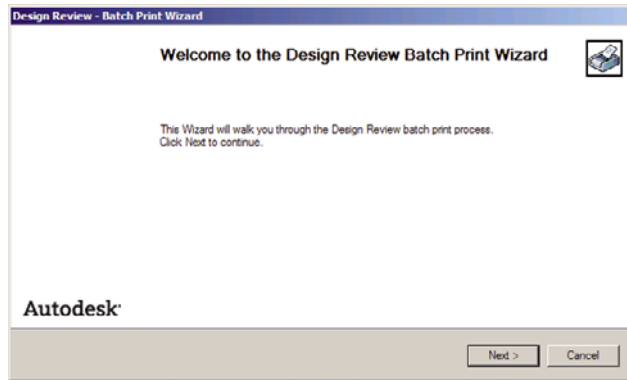 Design Review - Batch Print Wizard
Welcome to the Design Review Batch Print Wizard
This Wizard will walk you through the Design Review batch print process.
Click Next to continue.
Autodesk
Next >
Cancel